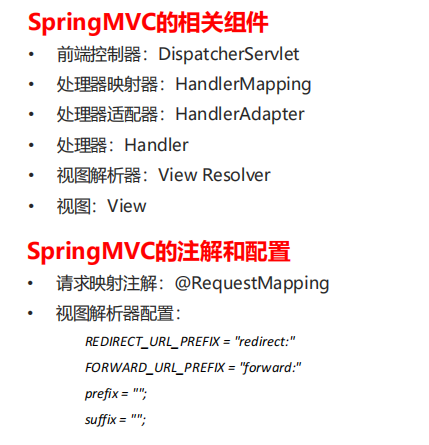 SpringMVC的相关组件
• 前端控制器：DispatcherServlet
• 处理器映射器：HandlerMapping
• 处理器适配器：HandlerAdapter
• 处理器：Handler
• 视图解析器：View Resolver
• 视图：View
SpringMVC的注解和配置
• 请求映射注解：@RequestMapping
• 视图解析器配置：
REDIRECT_URL_PREFIX = "redirect:"
FORWARD_URL_PREFIX = "forward:"
prefix = "";
suffix = "";